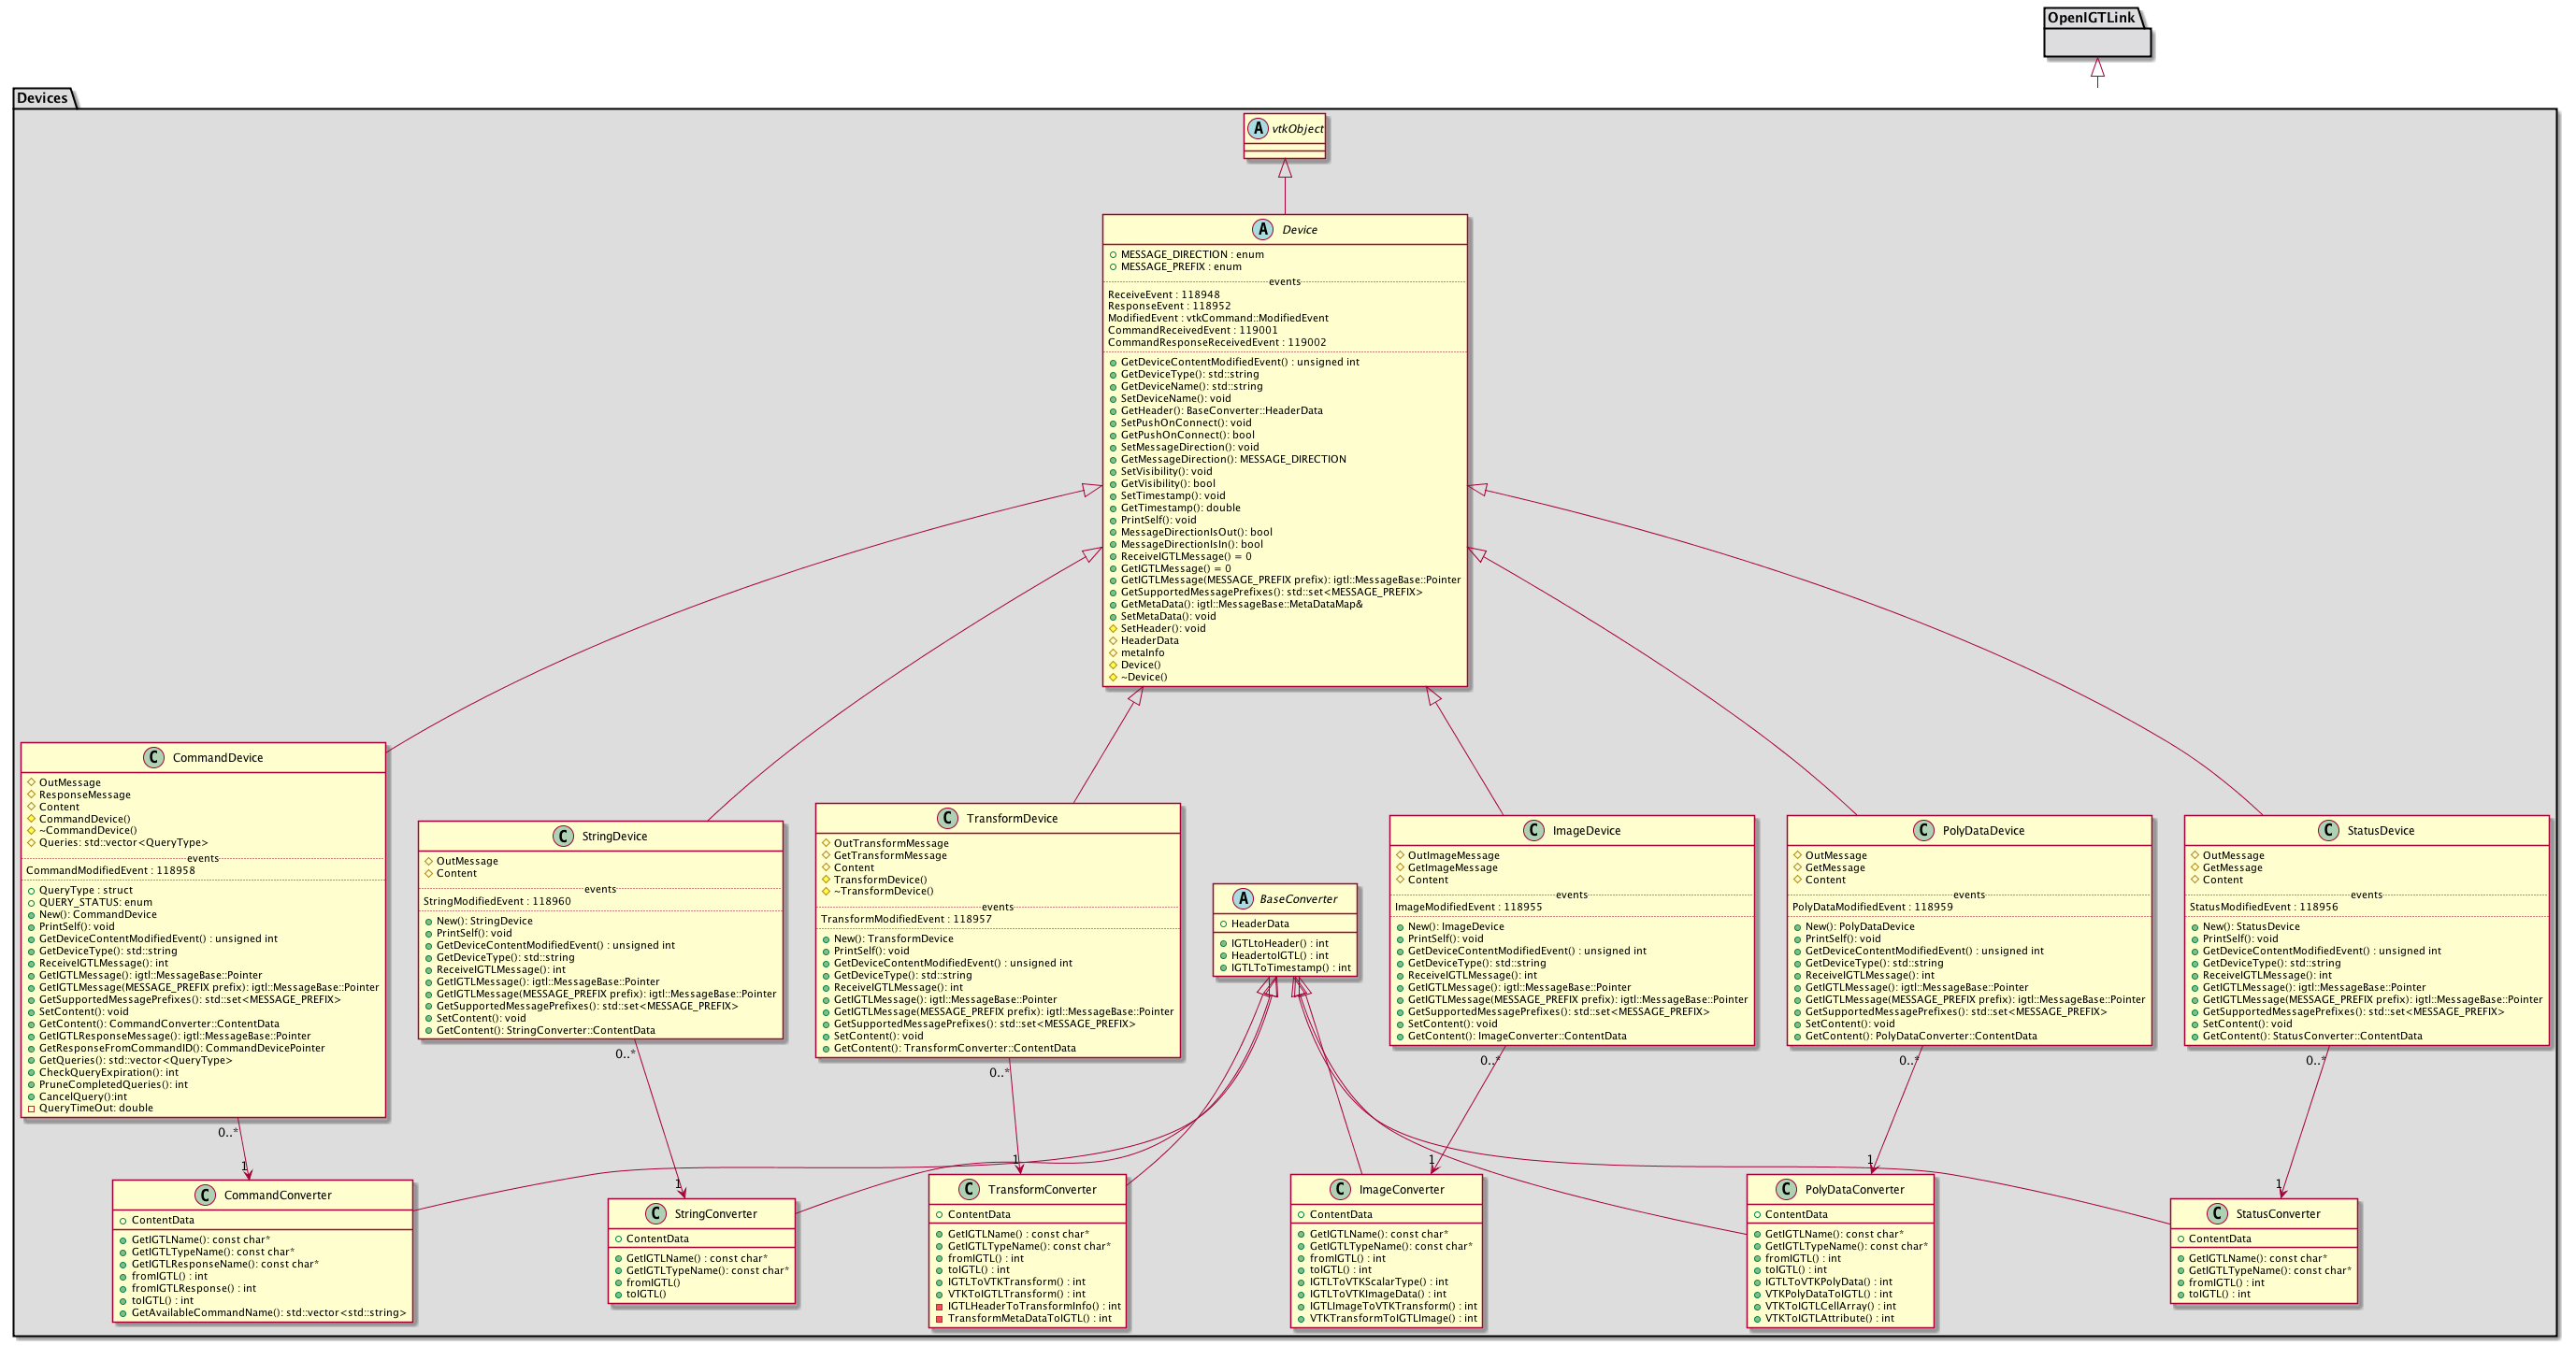 OpenIGTLink
Devices
A vtkObject
A Device
MESSAGE_DIRECTION : enum
MESSAGE_PREFIX : enum
events
ReceiveEvent : 118948
ResponseEvent : 118952
ModifiedEvent : vtkCommand::ModifiedEvent
CommandReceivedEvent : 119001
CommandResponseReceivedEvent : 119002
GetDeviceContentModifiedEvent() : unsigned int
GetDeviceType(): std::string
GetDeviceName(): std::string
SetDeviceName(): void
GetHeader(): BaseConverter::HeaderData
SetPushOnConnect(): void
GetPushOnConnect(): bool
SetMessageDirection(): void
GetMessageDirection(): MESSAGE_DIRECTION
SetVisibility(): void
GetVisibility(): bool
SetTimestamp(): void
GetTimestamp(): double
PrintSelf(): void
MessageDirectionIsOut(): bool
MessageDirectionIsIn(): bool
ReceiveIGTLMessage() = 0
GetIGTLMessage() = 0
GetIGTLMessage(MESSAGE_PREFIX prefix): igtl::MessageBase::Pointer
GetSupportedMessagePrefixes(): std::set<MESSAGE_PREFIX>
GetMetaData(): igtl::MessageBase::MetaDataMap&
SetMetaData(): void
SetHeader(): void
HeaderData
metaInfo
Device()
~Device()
C CommandDevice
OutMessage
ResponseMessage
Content
CommandDevice()
~CommandDevice()
Queries: std::vector<QueryType>
events
CommandModifiedEvent : 118958
QueryType : struct
QUERY_STATUS: enum
New(): CommandDevice
PrintSelf(): void
GetDeviceContentModifiedEvent() : unsigned int
GetDeviceType(): std::string
ReceiveIGTLMessage(): int
GetIGTLMessage(): igtl::MessageBase::Pointer
GetIGTLMessage(MESSAGE_PREFIX prefix): igtl::MessageBase::Pointer
GetSupportedMessagePrefixes(): std::set<MESSAGE_PREFIX>
SetContent(): void
GetContent(): CommandConverter::ContentData
GetIGTLResponseMessage(): igtl::MessageBase::Pointer
GetResponseFromCommandID(): CommandDevicePointer
GetQueries(): std::vector<QueryType>
CheckQueryExpiration(): int
PruneCompletedQueries(): int
CancelQuery():int
QueryTimeOut: double
C StringDevice
OutMessage
Content
events
StringModifiedEvent : 118960
New(): StringDevice
PrintSelf(): void
GetDeviceContentModifiedEvent() : unsigned int
GetDeviceType(): std::string
ReceiveIGTLMessage(): int
GetIGTLMessage(): igtl::MessageBase::Pointer
GetIGTLMessage(MESSAGE_PREFIX prefix): igtl::MessageBase::Pointer
GetSupportedMessagePrefixes(): std::set<MESSAGE_PREFIX>
SetContent(): void
GetContent(): StringConverter::ContentData
C TransformDevice
OutTransformMessage
GetTransformMessage
Content
TransformDevice()
~TransformDevice()
events
TransformModifiedEvent : 118957
New(): TransformDevice
PrintSelf(): void
GetDeviceContentModifiedEvent() : unsigned int
GetDeviceType(): std::string
ReceiveIGTLMessage(): int
GetIGTLMessage(): igtl::MessageBase::Pointer
GetIGTLMessage(MESSAGE_PREFIX prefix): igtl::MessageBase::Pointer
GetSupportedMessagePrefixes(): std::set<MESSAGE_PREFIX>
SetContent(): void
GetContent(): TransformConverter::ContentData
A BaseConverter
HeaderData
IGTLtoHeader() : int
HeadertoIGTL() : int
IGTLToTimestamp() : int
C ImageDevice
OutImageMessage
GetImageMessage
Content
events
ImageModifiedEvent : 118955
New(): ImageDevice
PrintSelf(): void
GetDeviceContentModifiedEvent() : unsigned int
GetDeviceType(): std::string
ReceiveIGTLMessage(): int
GetIGTLMessage(): igtl::MessageBase::Pointer
GetIGTLMessage(MESSAGE_PREFIX prefix): igtl::MessageBase::Pointer
GetSupportedMessagePrefixes(): std::set<MESSAGE_PREFIX>
SetContent(): void
GetContent(): ImageConverter::ContentData
C PolyDataDevice
OutMessage
GetMessage
Content
events
PolyDataModifiedEvent : 118959
New(): PolyDataDevice
PrintSelf(): void
GetDeviceContentModifiedEvent() : unsigned int
GetDeviceType(): std::string
ReceiveIGTLMessage(): int
GetIGTLMessage(): igtl::MessageBase::Pointer
GetIGTLMessage(MESSAGE_PREFIX prefix): igtl::MessageBase::Pointer
GetSupportedMessagePrefixes(): std::set<MESSAGE_PREFIX>
SetContent(): void
GetContent(): PolyDataConverter::ContentData
C StatusDevice
OutMessage
GetMessage
Content
events
StatusModifiedEvent : 118956
New(): StatusDevice
PrintSelf(): void
GetDeviceContentModifiedEvent() : unsigned int
GetDeviceType(): std::string
ReceiveIGTLMessage(): int
GetIGTLMessage(): igtl::MessageBase::Pointer
GetIGTLMessage(MESSAGE_PREFIX prefix): igtl::MessageBase::Pointer
GetSupportedMessagePrefixes(): std::set<MESSAGE_PREFIX>
SetContent(): void
GetContent(): StatusConverter::ContentData
0..*
1
0..*
1
0..*
1
0..*
1
0..*
1
0..*
1
C CommandConverter
ContentData
GetIGTLName(): const char*
GetIGTLTypeName(): const char*
GetIGTLResponseName(): const char*
fromIGTL() : int
fromIGTLResponse() : int
toIGTL() : int
GetAvailableCommandName(): std::vector<std::string>
C StringConverter
ContentData
GetIGTLName() : const char*
GetIGTLTypeName(): const char*
fromIGTL()
toIGTL()
C TransformConverter
ContentData
GetIGTLName() : const char*
GetIGTLTypeName(): const char*
fromIGTL() : int
toIGTL() : int
IGTLToVTKTransform() : int
VTKToIGTLTransform() : int
IGTLHeaderToTransformInfo() : int
TransformMetaDataToIGTL() : int
C ImageConverter
ContentData
GetIGTLName(): const char*
GetIGTLTypeName(): const char*
fromIGTL() : int
toIGTL() : int
IGTLToVTKScalarType() : int
IGTLToVTKImageData() : int
IGTLImageToVTKTransform() : int
VTKTransformToIGTLImage() : int
C PolyDataConverter
ContentData
GetIGTLName(): const char*
GetIGTLTypeName(): const char*
fromIGTL() : int
toIGTL() : int
IGTLToVTKPolyData() : int
VTKPolyDataToIGTL() : int
VTKToIGTLCellArray() : int
VTKToIGTLAttribute() : int
C StatusConverter
ContentData
GetIGTLName(): const char*
GetIGTLTypeName(): const char*
fromIGTL() : int
toIGTL() : int